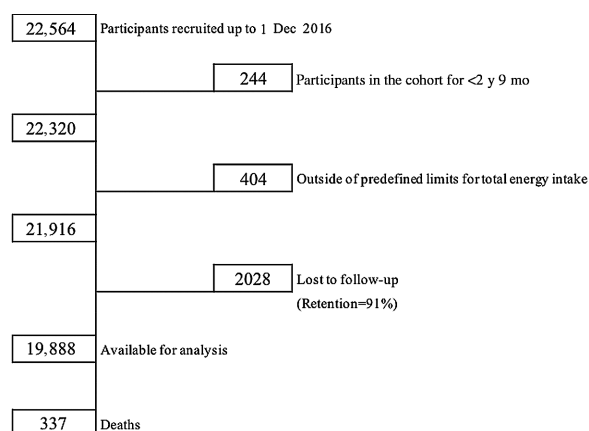 22,564 Participants recruited up to 1 Dec 2016
244 Participants in the cohort for <2 y 9 mo
22,320
404 Outside of predefined limits for total energy intake
21,916
2028 Lost to follow-up
(Retention=91%)
19,888 Available for analysis
337 Deaths